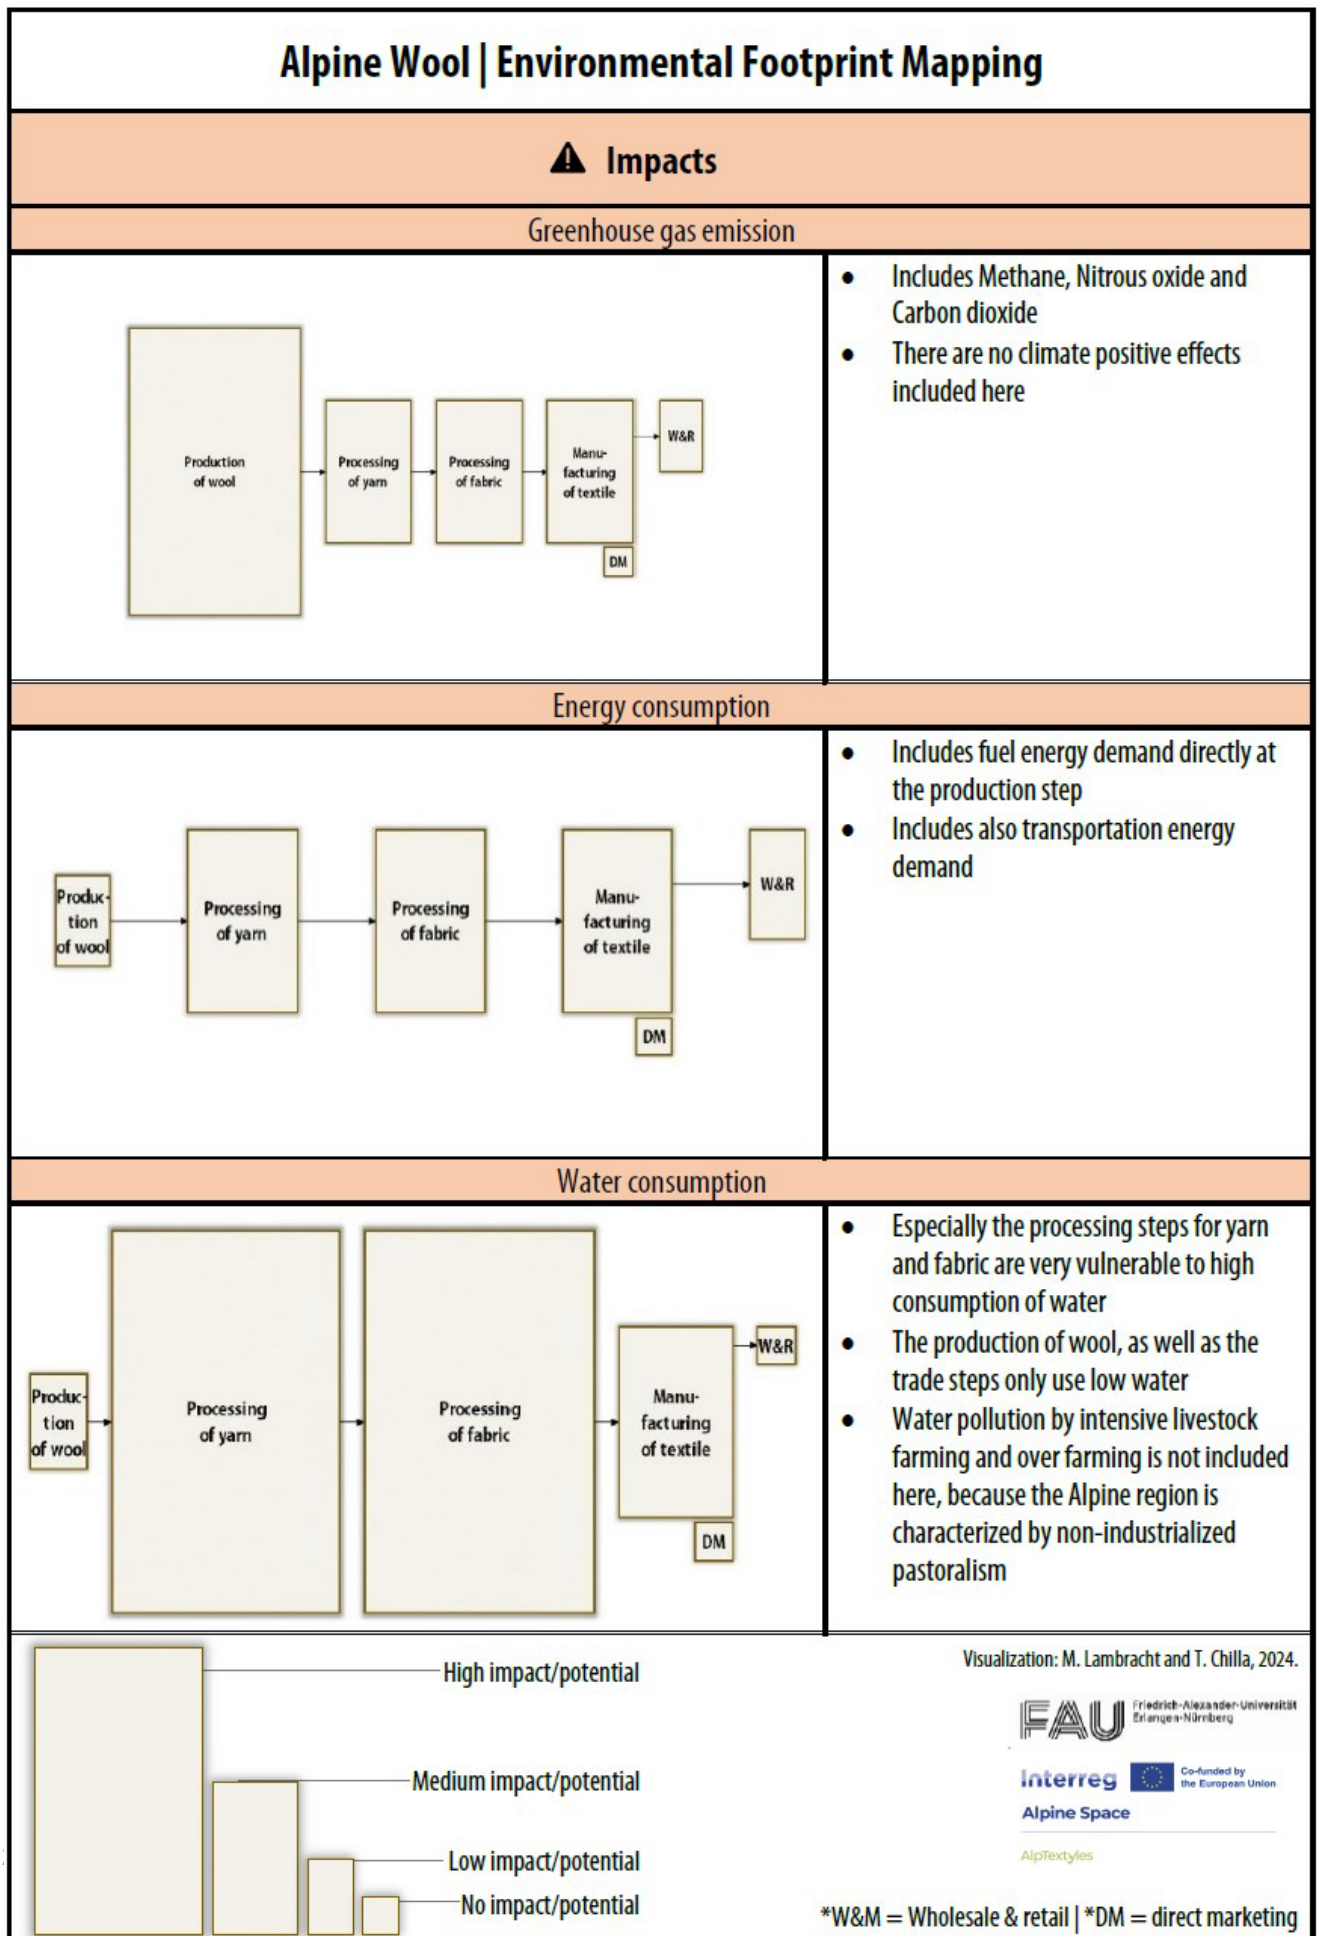 Alpine Wool | Environmental Footprint Mapping
Impacts
Greenhouse gas emission
Production
of wool
Processing
of yarn
Processing
of fabric
Manu-
facturing
of textile
W&R
DM
● Includes Methane, Nitrous oxide and
Carbon dioxide
● There are no climate positive effects
included here
Energy consumption
Produc-
tion
of wool
Processing
of yarn
Processing
of fabric
Manu-
facturing
of textile
W&R
DM
● Includes fuel energy demand directly at
the production step
● Includes also transportation energy
demand
Water consumption
Produc-
tion
of wool
Processing
of yarn
Processing
of fabric
Manu-
facturing
of textile
W&R
DM
● Especially the processing steps for yarn
and fabric are very vulnerable to high
consumption of water
● The production of wool, as well as the
trade steps only use low water
● Water pollution by intensive livestock
farming and over farming is not included
here, because the Alpine region is
characterized by non-industrialized
pastoralism
High impact/potential
Medium impact/potential
Low impact/potential
No impact/potential
Visualization: M. Lambracht and T. Chilla, 2024.
FAU
Friedrich-Alexander-Universität
Erlangen-Nürnberg
Interreg
Co-funded by
the European Union
Alpine Space
AlpTextyles
*W&M = Wholesale & retail | *DM = direct marketing